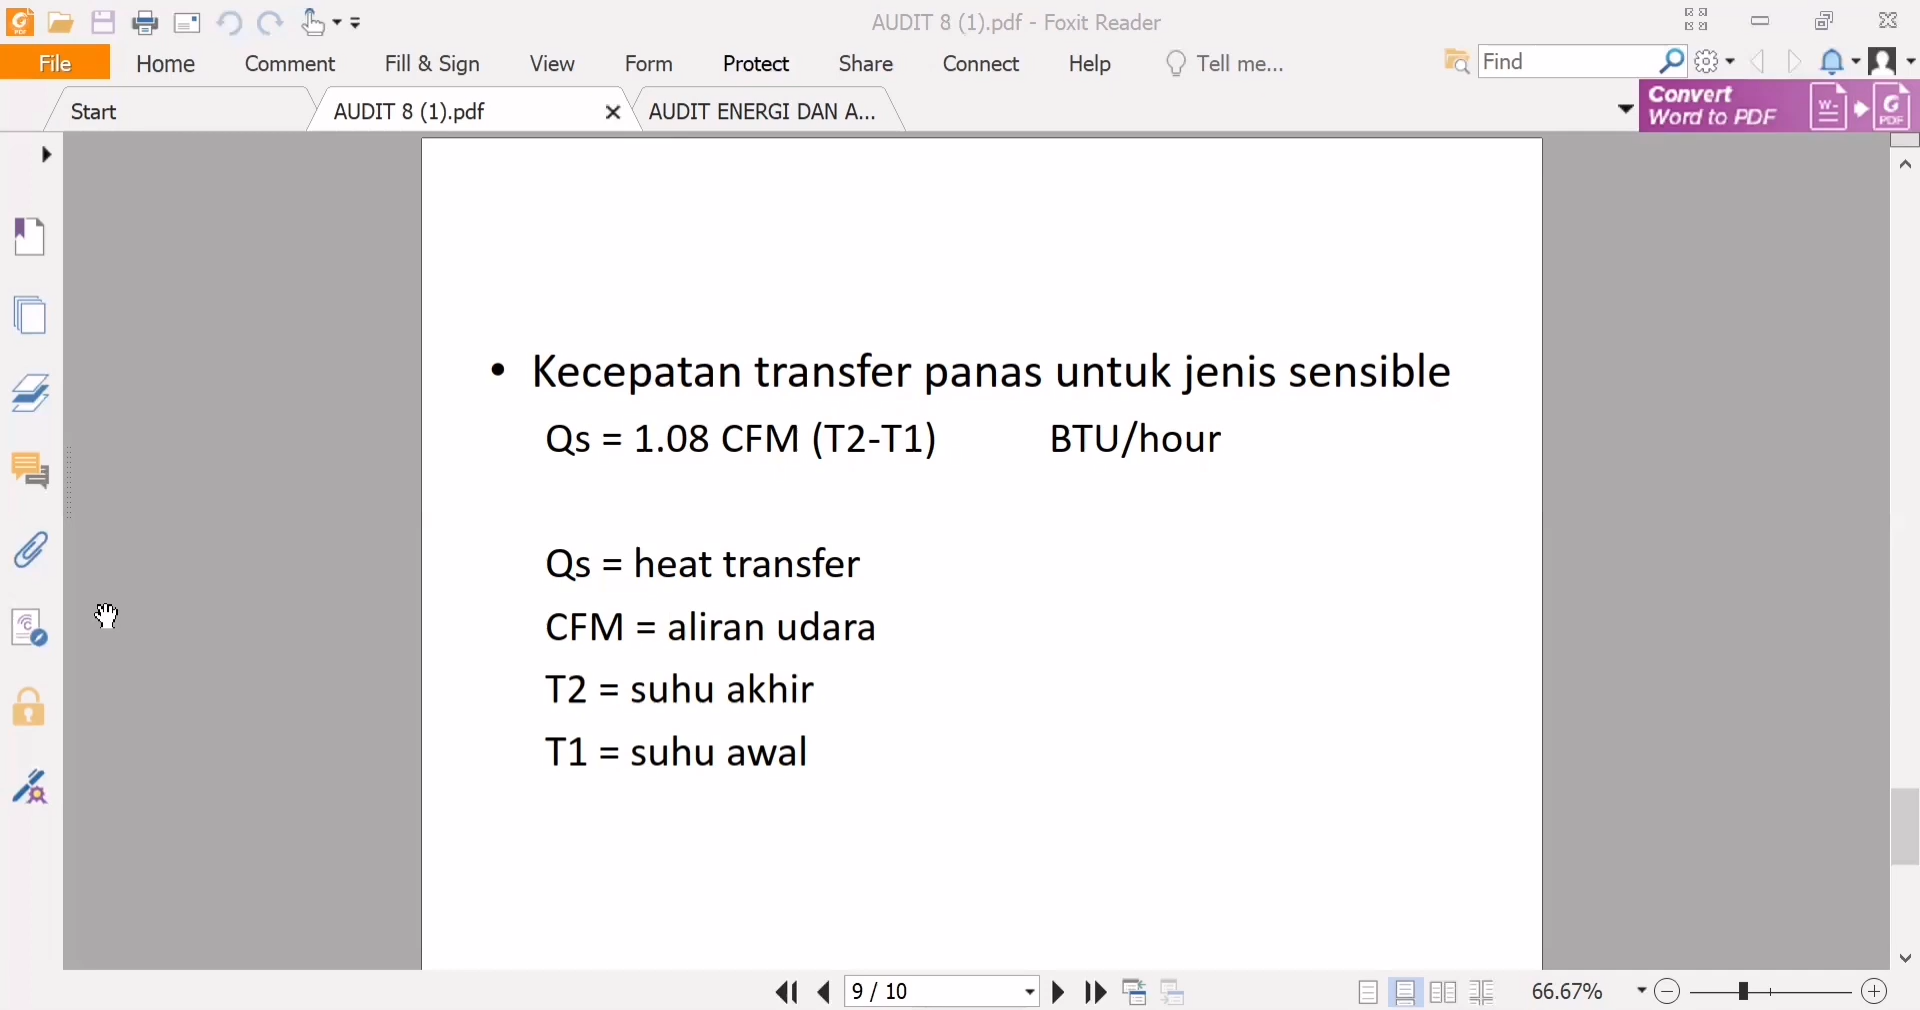 AUDIT 8 (1).pdf - Foxit Reader
File Home Comment Fill & Sign View Form Protect Share Connect Help Tell me... Find
Start AUDIT 8 (1).pdf AUDIT ENERGI DAN A...
Convert
Word to PDF
W PDF
• Kecepatan transfer panas untuk jenis sensible
Qs = 1.08 CFM (T2-T1) BTU/hour
Qs = heat transfer
CFM = aliran udara
T2 = suhu akhir
T1 = suhu awal
9 / 10 66.67%